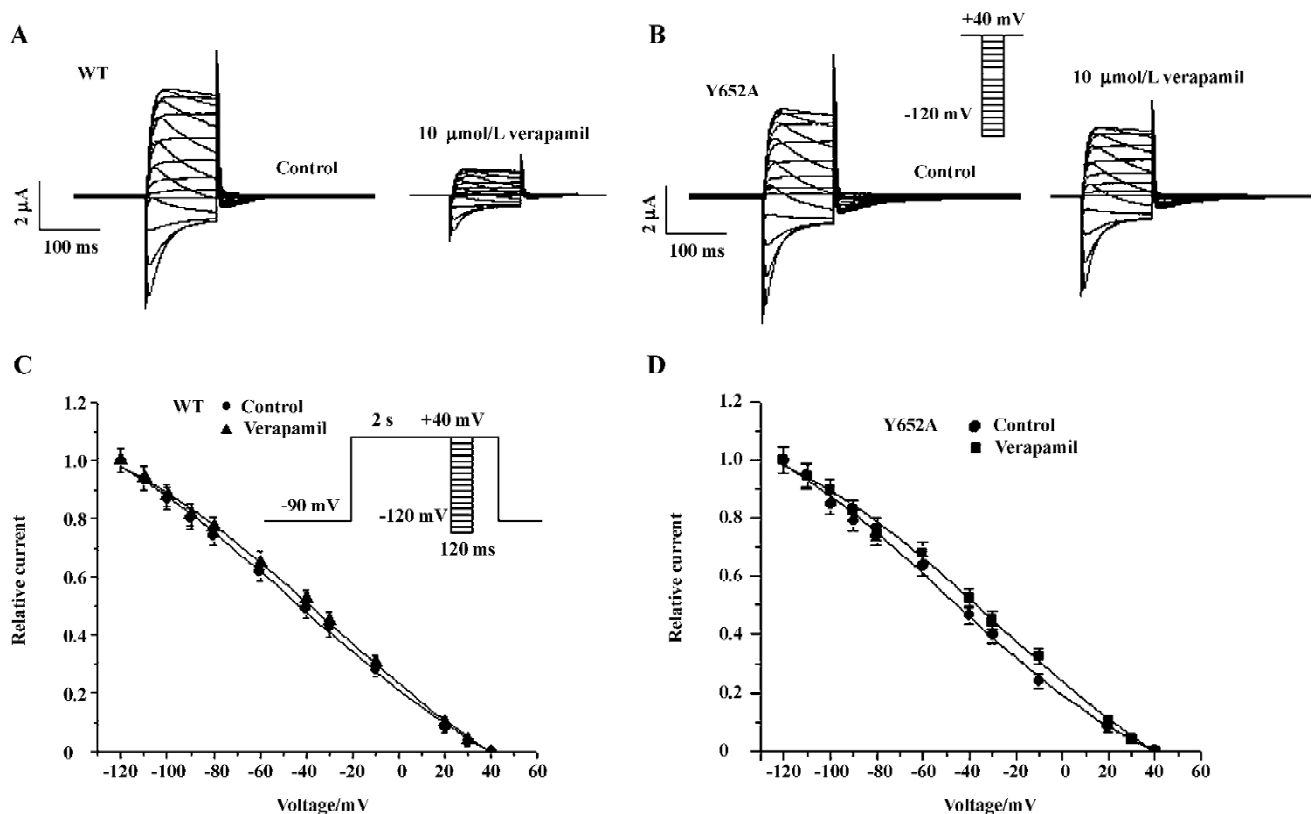 A
WT
Control
10 μmol/L verapamil
2 μA
100 ms
B
+40 mV
Y652A
-120 mV
10 μmol/L verapamil
Control
2 μA
100 ms
C
WT
Control
Verapamil
2 s
+40 mV
-90 mV
-120 mV
120 ms
Relative current
1.2
1.0
0.8
0.6
0.4
0.2
0
-120 -100 -80 -60 -40 -20 0 20 40 60
Voltage/mV
D
Y652A
Control
Verapamil
Relative current
1.2
1.0
0.8
0.6
0.4
0.2
0
-120 -100 -80 -60 -40 -20 0 20 40 60
Voltage/mV